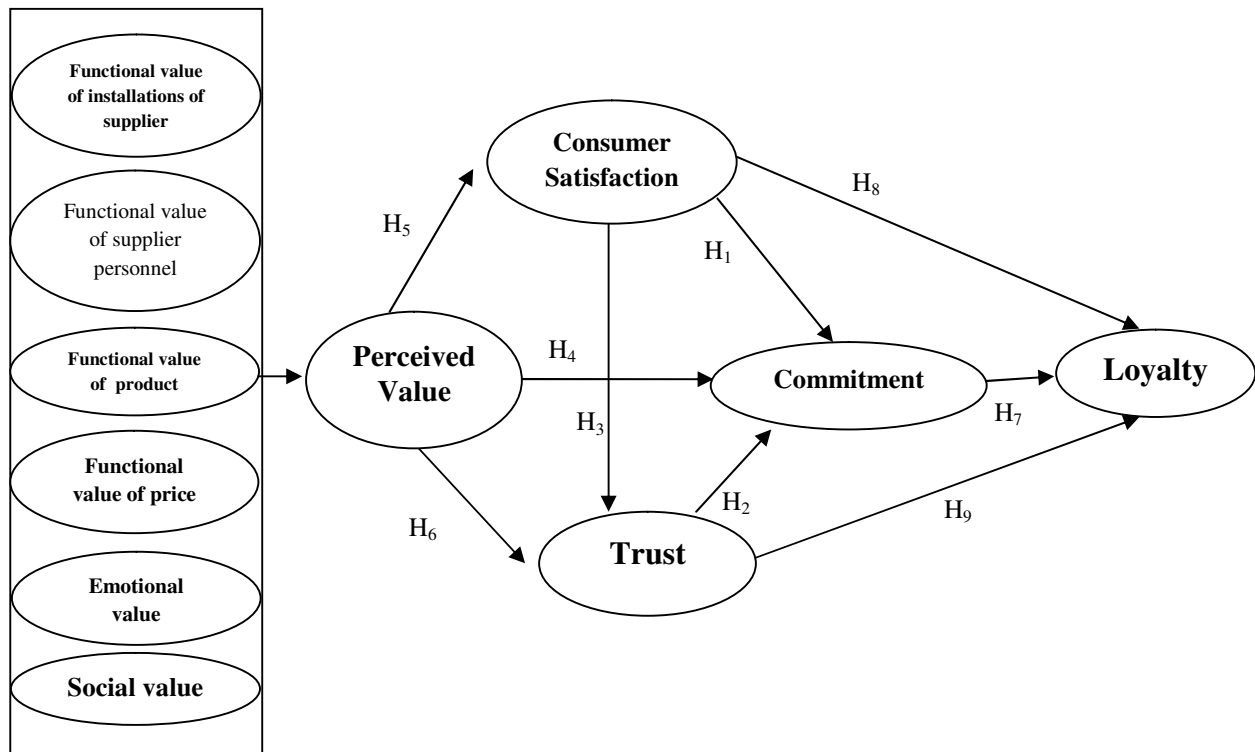 Functional value
of installations of
supplier
Functional value
of supplier
personnel
Functional value
of product
Functional
value of price
Emotional
value
Social value
Perceived
Value
Consumer
Satisfaction
Trust
Commitment
Loyalty
H5
H4
H6
H3
H1
H2
H8
H7
H9